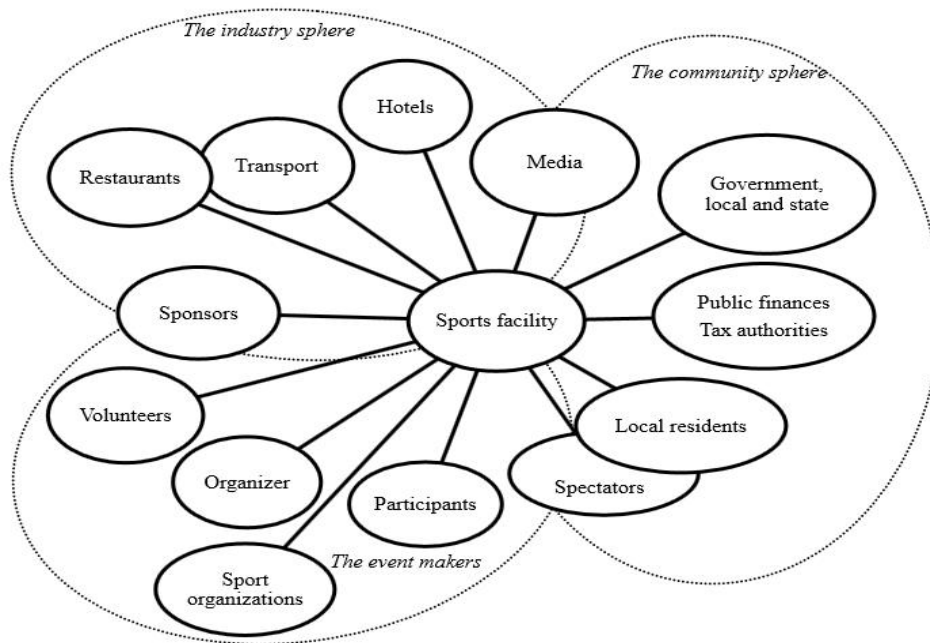 The industry sphere
The community sphere
Hotels
Media
Restaurants
Transport
Government,
local and state
Sponsors
Sports facility
Public finances
Tax authorities
Volunteers
Local residents
Organizer
Participants
Spectators
The event makers
Sport
organizations